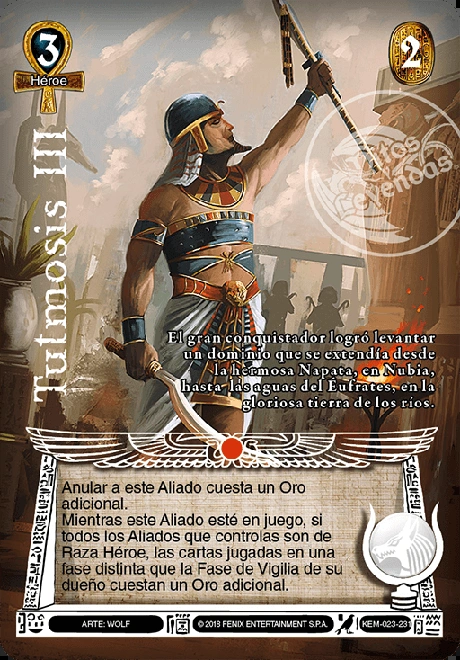 3
Héroe
2
Tutmosis III
Mitos
y
Leyendas
El gran conquistador logró levantar
un dominio que se extendía desde
la hermosa Napata, en Nubia,
hasta las aguas del Éufrates, en la
gloriosa tierra de los ríos.
Anular a este Aliado cuesta un Oro
adicional.
Mientras este Aliado esté en juego, si
todos los Aliados que controlas son de
Raza Héroe, las cartas jugadas en una
fase distinta que la Fase de Vigilia de su
dueño cuestan un Oro adicional.
ARTE: WOLF
© 2018 FENIX ENTERTAINMENT S.P.A.
KEM-023-23